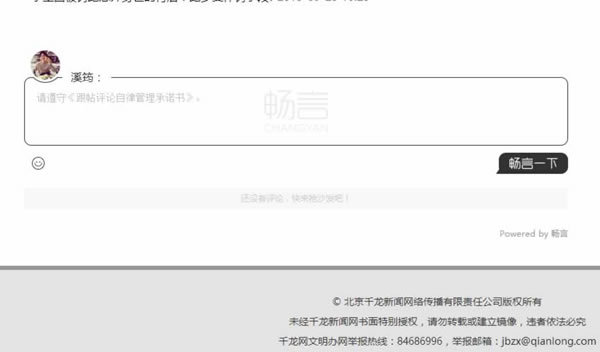 2016-09-26 16:26
溪筠：
请遵守《跟帖评论自律管理承诺书》。
畅言
CHANGYAN
畅言一下
还没有评论，快来抢沙发吧！
Powered by 畅言
© 北京千龙新闻网络传播有限责任公司版权所有
未经千龙新闻网书面特别授权，请勿转载或建立镜像，违者依法必究
千龙网文明办网举报热线：84686996，举报邮箱：jbzx@qianlong.com